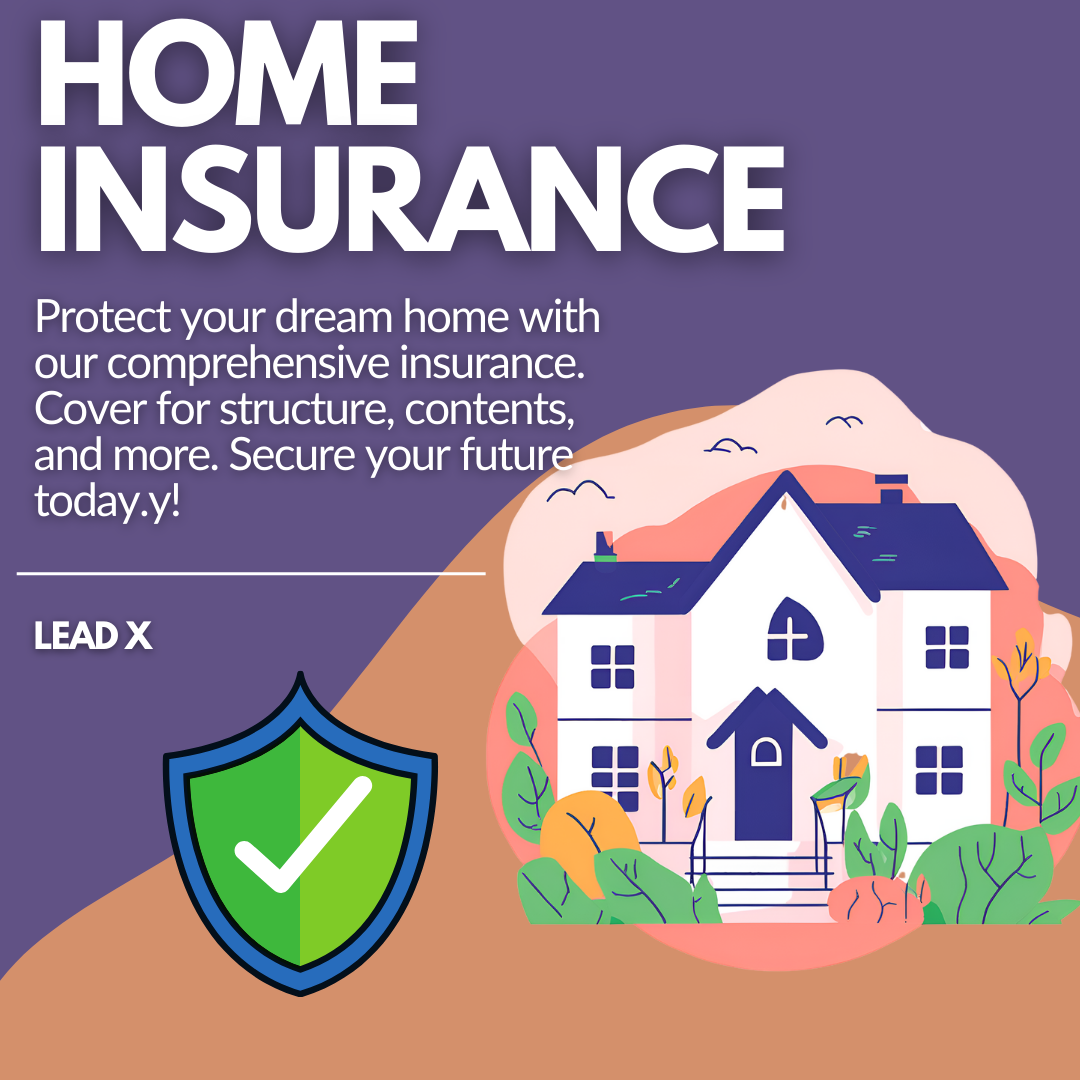 HOME
INSURANCE
Protect your dream home with
our comprehensive insurance.
Cover for structure, contents,
and more. Secure your future
today.y!
LEAD X